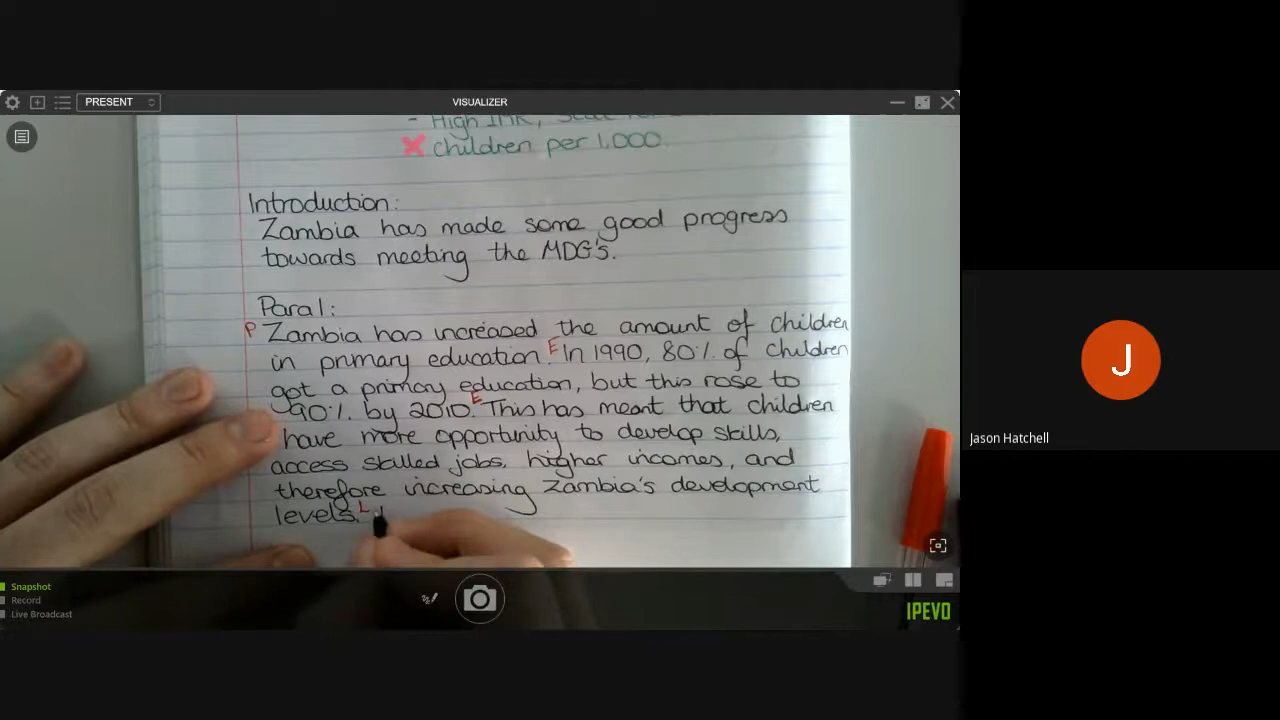 PRESENT
VISUALIZER
- High IMR,
children per 1,000
Introduction:
Zambia has made some good progress
towards meeting the MDG's.
Para 1:
P Zambia has increased the amount of children
in primary education. E In 1990, 80% of children
got a primary education, but this rose to
90% by 2010. E This has meant that children
have more opportunity to develop skills,
access skilled jobs, higher incomes, and
therefore increasing Zambia's development
levels. L
Snapshot
Record
Live Broadcast
IPEVO
J
Jason Hatchell